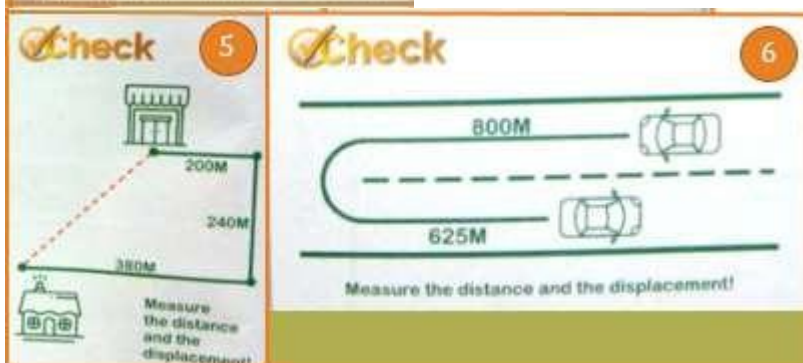 Check 5
200M
240M
380M
Measure
the distance
and the
displacement!
Check 6
800M
625M
Measure the distance and the displacement!